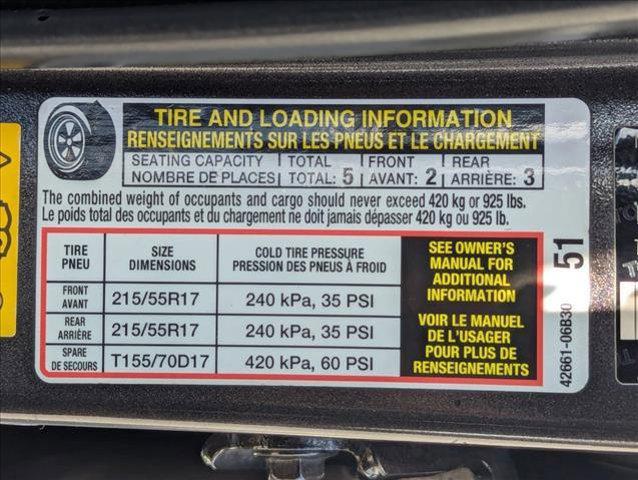 TIRE AND LOADING INFORMATION
RENSEIGNEMENTS SUR LES PNEUS ET LE CHARGEMENT
SEATING CAPACITY TOTAL FRONT REAR
NOMBRE DE PLACES TOTAL: 5 AVANT: 2 ARRIÈRE: 3
The combined weight of occupants and cargo should never exceed 420 kg or 925 lbs.
Le poids total des occupants et du chargement ne doit jamais dépasser 420 kg ou 925 lb.
TIRE SIZE COLD TIRE PRESSURE
PNEU DIMENSIONS PRESSION DES PNEUS À FROID
FRONT
AVANT 215/55R17 240 kPa, 35 PSI
REAR
ARRIÈRE 215/55R17 240 kPa, 35 PSI
SPARE
DE SECOURS T155/70D17 420 kPa, 60 PSI
SEE OWNER'S
MANUAL FOR
ADDITIONAL
INFORMATION
VOIR LE MANUEL
DE L'USAGER
POUR PLUS DE
RENSEIGNEMENTS
42661-06B30 51